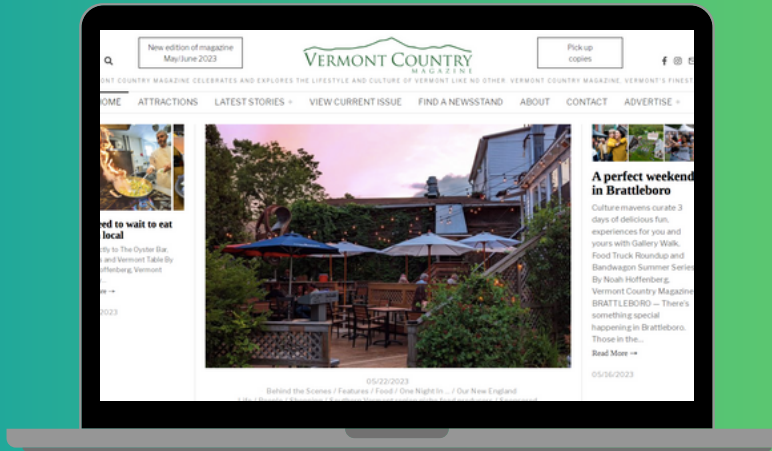 New edition of magazine
May/June 2023
VERMONT COUNTRY
MAGAZINE
Pick up
copies
ONT COUNTRY MAGAZINE CELEBRATES AND EXPLORES THE LIFESTYLE AND CULTURE OF VERMONT LIKE NO OTHER. VERMONT COUNTRY MAGAZINE, VERMONT'S FINEST
OME ATTRACTIONS LATEST STORIES + VIEW CURRENT ISSUE FIND A NEWSSTAND ABOUT CONTACT ADVERTISE +
eed to wait to eat
local
ctly to The Oyster Bar,
s and Vermont Table By
offenberg, Vermont
2023
05/22/2023
Behind the Scenes / Features / Food / One Night In ... / Our New England
A perfect weekend
in Brattleboro
Culture mavens curate 3
days of delicious fun,
experiences for you and
yours with Gallery Walk,
Food Truck Roundup and
Bandwagon Summer Series
By Noah Hoffenberg,
Vermont Country Magazine
BRATTLEBORO — There's
something special
happening in Brattleboro.
Those in the...
Read More →
05/16/2023